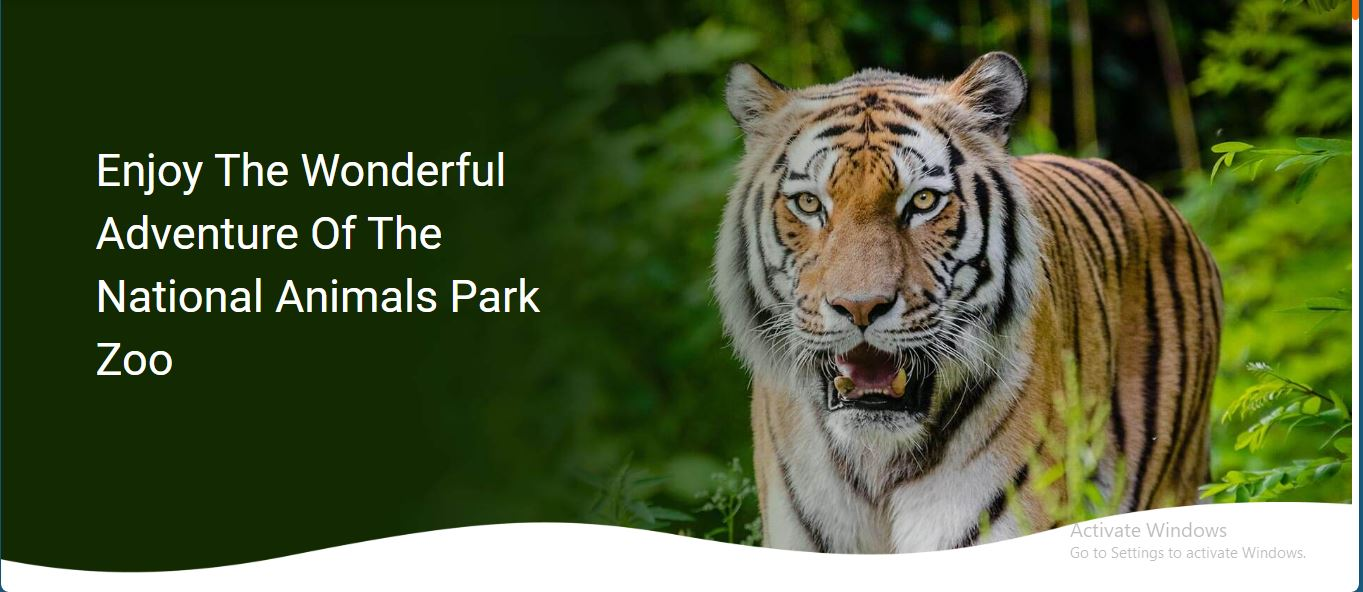 Enjoy The Wonderful
Adventure Of The
National Animals Park
Zoo
Activate Windows
Go to Settings to activate Windows.